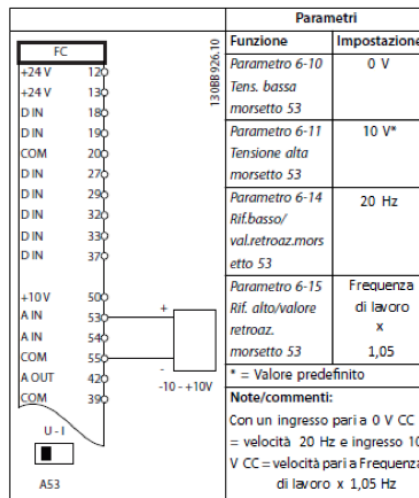 Parametri
FC
+24 V 12
+24 V 13
D IN 18
D IN 19
COM 20
D IN 27
D IN 29
D IN 32
D IN 33
D IN 37
+10 V 50
A IN 53
A IN 54
COM 55
A OUT 42
COM 39
+
-
-10 - +10V
U - I
A53
130BB926.10
Funzione Impostazione
Parametro 6-10 0 V
Tens. bassa
morsetto 53
Parametro 6-11 10 V*
Tensione alta
morsetto 53
Parametro 6-14 20 Hz
Rif.basso/
val.retroaz.mors
etto 53
Parametro 6-15 Frequenza
Rif. alto/valore di lavoro
retroaz. x
morsetto 53 1,05
* = Valore predefinito
Note/commenti:
Con un ingresso pari a 0 V CC
= velocità 20 Hz e ingresso 10
V CC = velocità pari a Frequenza
di lavoro x 1,05 Hz